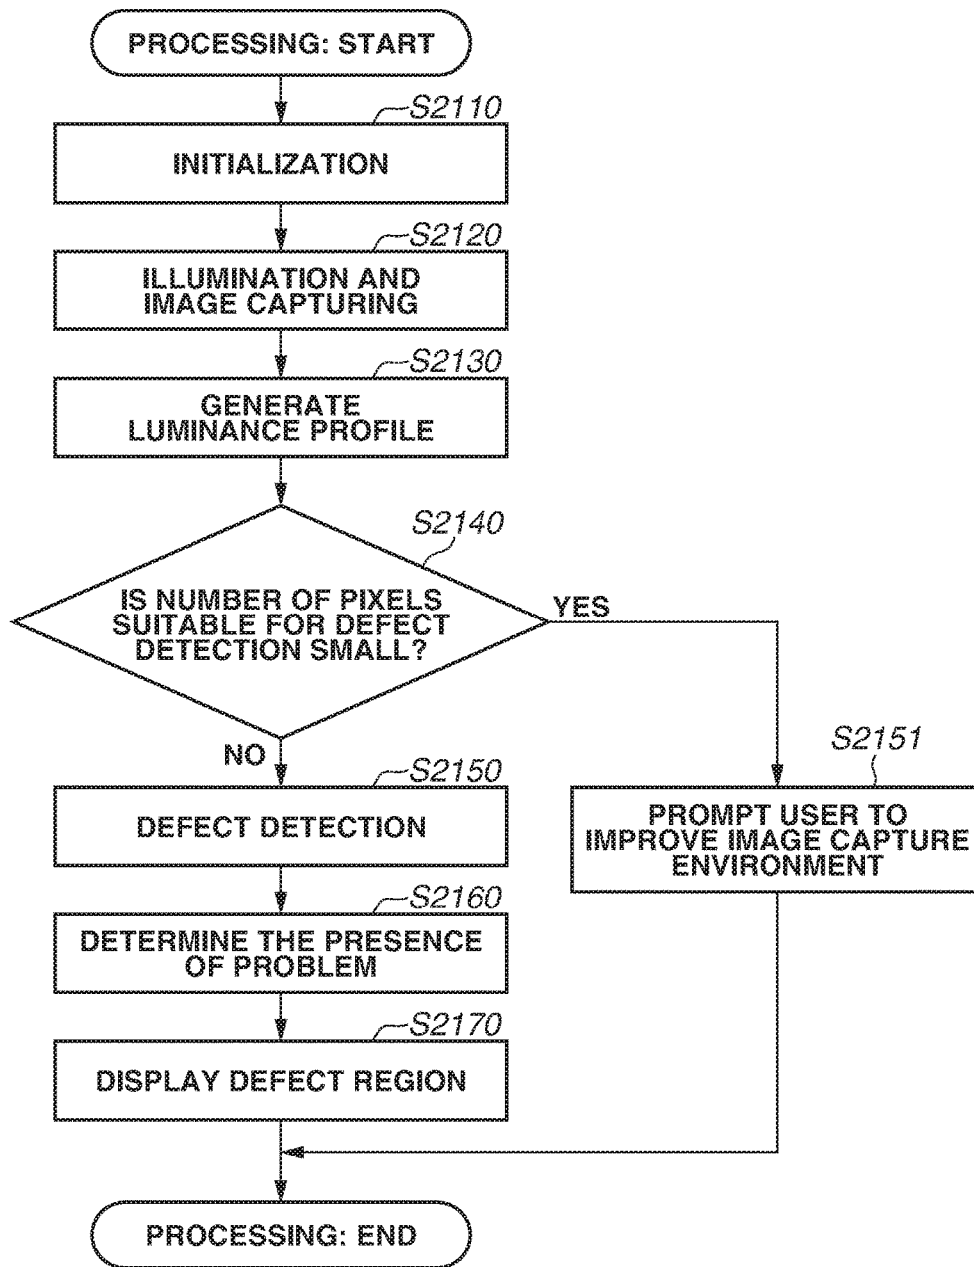 PROCESSING: START
S2110
INITIALIZATION
S2120
ILLUMINATION AND
IMAGE CAPTURING
S2130
GENERATE
LUMINANCE PROFILE
S2140
IS NUMBER OF PIXELS
SUITABLE FOR DEFECT
DETECTION SMALL?
YES
NO
S2150
DEFECT DETECTION
S2151
PROMPT USER TO
IMPROVE IMAGE CAPTURE
ENVIRONMENT
S2160
DETERMINE THE PRESENCE
OF PROBLEM
S2170
DISPLAY DEFECT REGION
PROCESSING: END